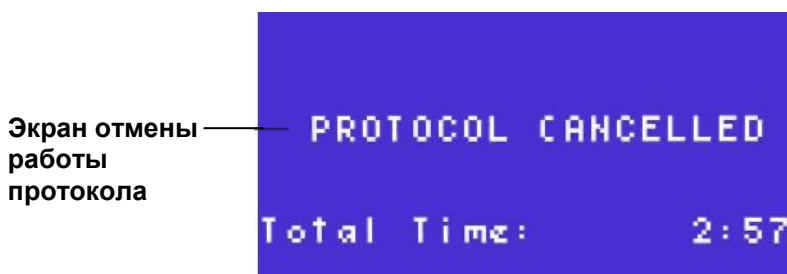 Экран отмены
работы
протокола
PROTOCOL CANCELLED
Total Time: 2:57